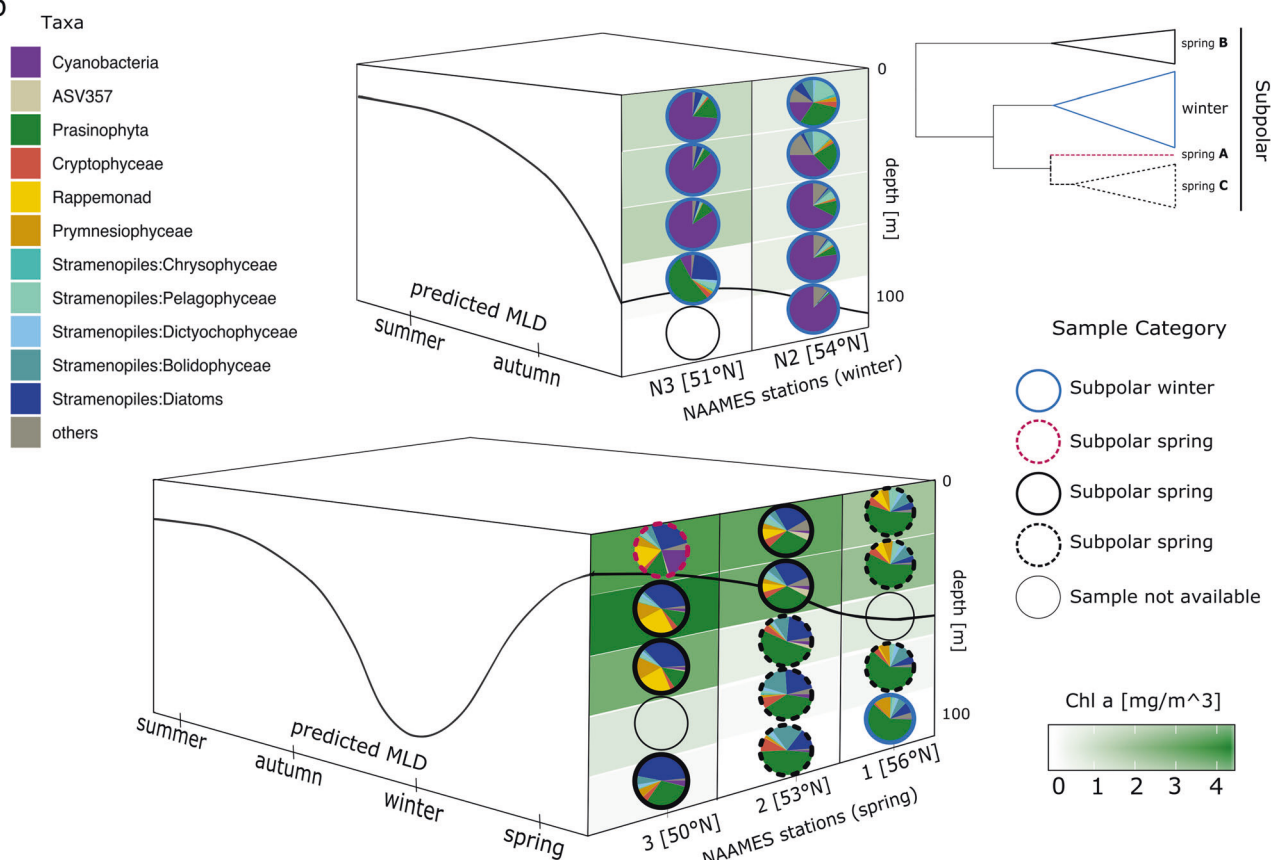 Taxa
Cyanobacteria
ASV357
Prasinophyta
Cryptophyceae
Rappemonad
Prymnesiophyceae
Stramenopiles:Chrysophyceae
Stramenopiles:Pelagophyceae
Stramenopiles:Dictyochophyceae
Stramenopiles:Bolidophyceae
Stramenopiles:Diatoms
others
0
depth [m]
100
predicted MLD
summer
autumn
N3 [51°N]
N2 [54°N]
NAAMES stations (winter)
spring B
winter
spring A
spring C
Subpolar
Sample Category
Subpolar winter
Subpolar spring
Subpolar spring
Subpolar spring
Sample not available
Chl a [mg/m^3]
0 1 2 3 4
0
depth [m]
100
predicted MLD
summer
autumn
winter
spring
3 [50°N]
2 [53°N]
1 [56°N]
NAAMES stations (spring)